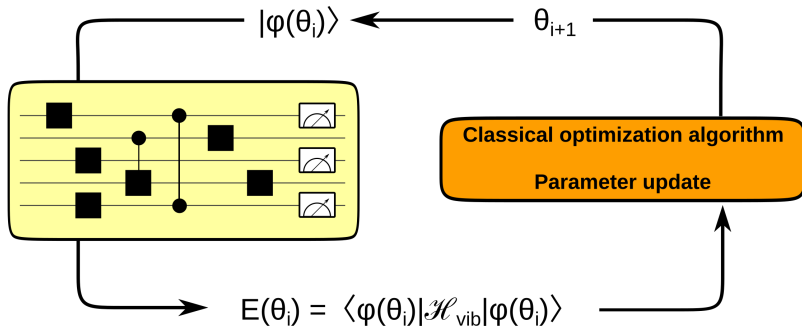 |φ(θᵢ)⟩
θᵢ₊₁
Classical optimization algorithm
Parameter update
E(θᵢ) = ⟨φ(θᵢ)|ℋ_vib|φ(θᵢ)⟩